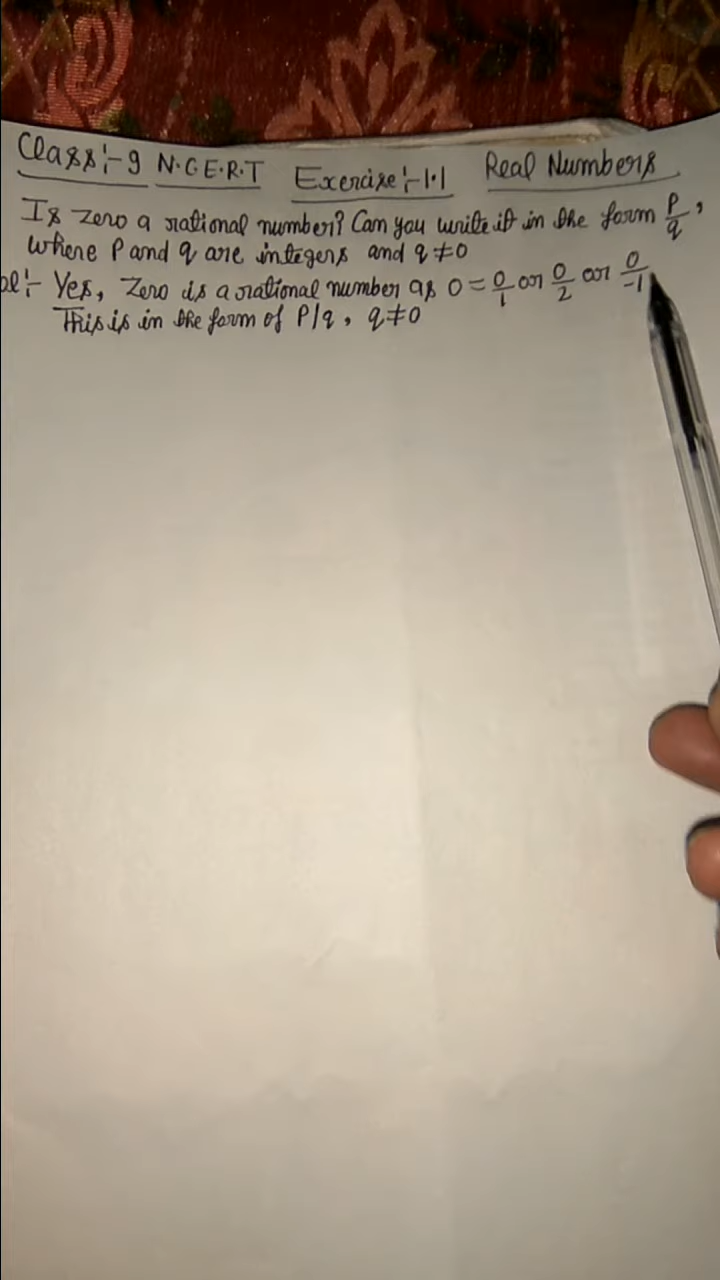 Class:- 9 N.C.E.R.T Exercise:- 1.1 Real Numbers
Is zero a rational number? Can you write it in the form P/q,
where P and q are integers and q ≠ 0
ol:- Yes, Zero is a rational number as 0 = 0/1 or 0/2 or 0/-1
This is in the form of P/q, q ≠ 0